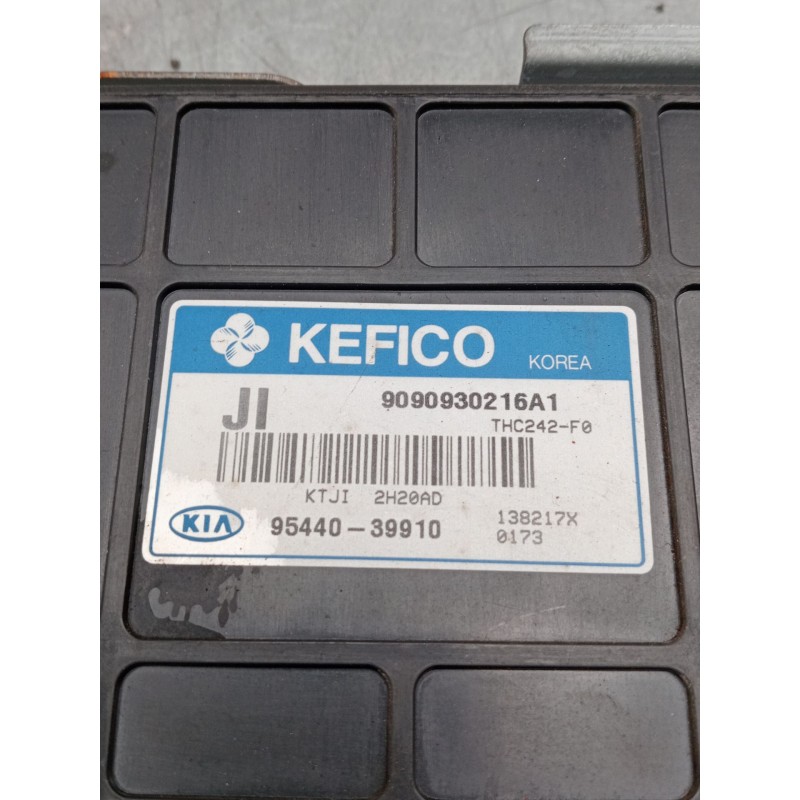 KEFICO KOREA
JI 9090930216A1
THC242-F0
KTJI 2H20AD
KIA 95440-39910 138217X
0173